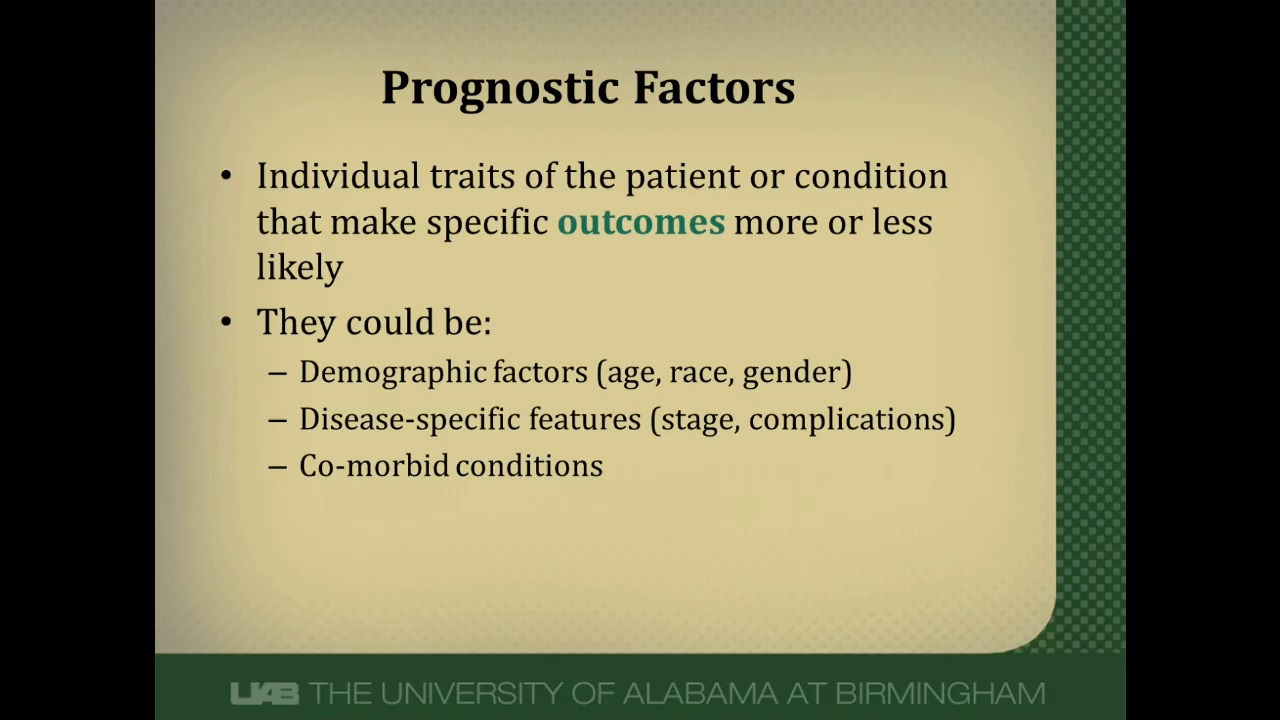 Prognostic Factors
• Individual traits of the patient or condition
that make specific outcomes more or less
likely
• They could be:
– Demographic factors (age, race, gender)
– Disease-specific features (stage, complications)
– Co-morbid conditions
UAB THE UNIVERSITY OF ALABAMA AT BIRMINGHAM